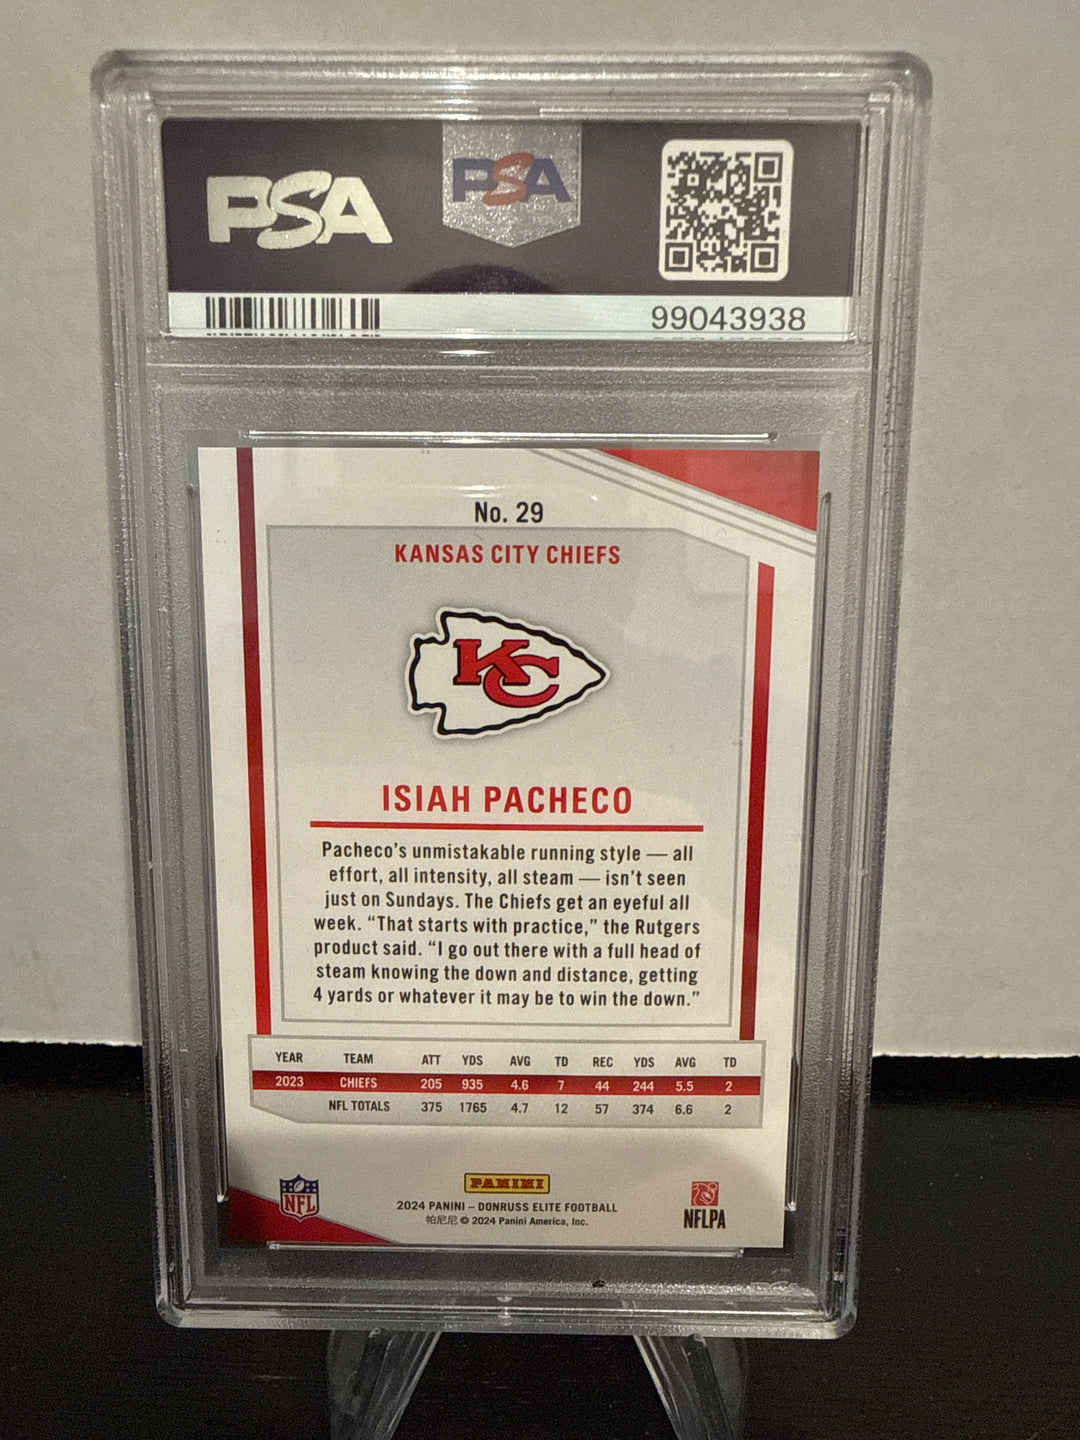 PSA
PSA
99043938
No. 29
KANSAS CITY CHIEFS
KC
ISIAH PACHECO
Pacheco's unmistakable running style — all
effort, all intensity, all steam — isn't seen
just on Sundays. The Chiefs get an eyeful all
week. “That starts with practice,” the Rutgers
product said. “I go out there with a full head of
steam knowing the down and distance, getting
4 yards or whatever it may be to win the down.”
YEAR TEAM ATT YDS AVG TD REC YDS AVG TD
2023 CHIEFS 205 935 4.6 7 44 244 5.5 2
NFL TOTALS 375 1765 4.7 12 57 374 6.6 2
NFL
PANINI
2024 PANINI – DONRUSS ELITE FOOTBALL
帕尼尼 © 2024 Panini America, Inc.
NFLPA